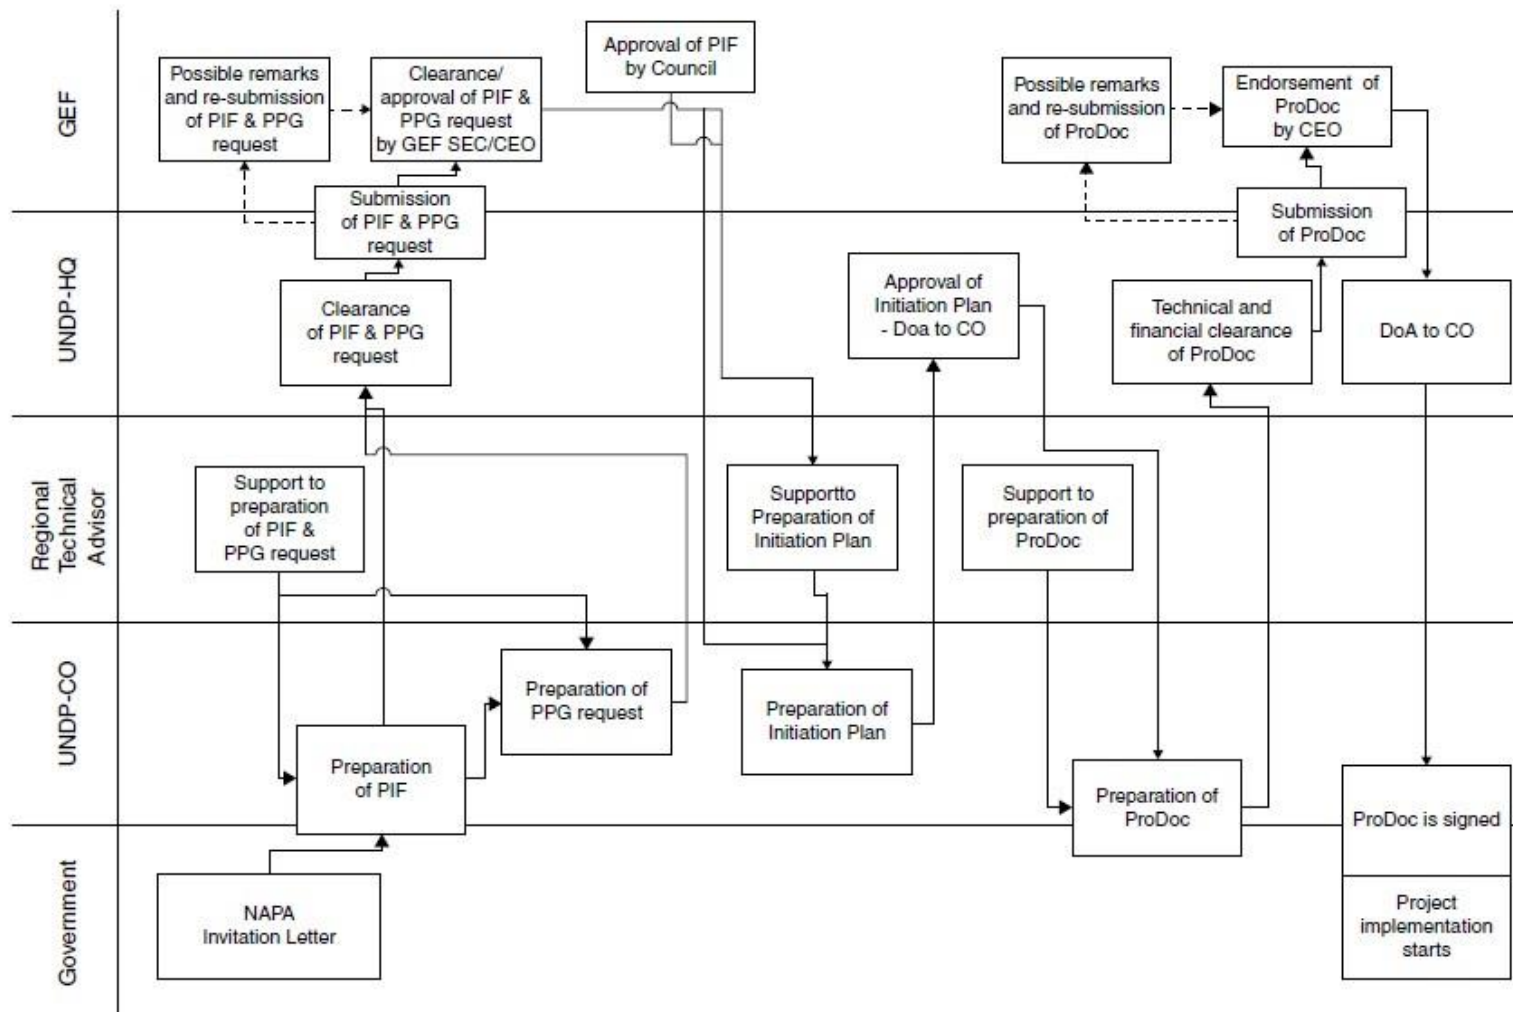 GEF
Possible remarks
and re-submission
of PIF & PPG
request
Clearance/
approval of PIF &
PPG request
by GEF SEC/CEO
Approval of PIF
by Council
Possible remarks
and re-submission
of ProDoc
Endorsement of
ProDoc
by CEO
Submission
of PIF & PPG
request
Submission
of ProDoc
UNDP-HQ
Clearance
of PIF & PPG
request
Approval of
Initiation Plan
- Doa to CO
Technical and
financial clearance
of ProDoc
DoA to CO
Regional
Technical
Advisor
Support to
preparation
of PIF &
PPG request
Supportto
Preparation of
Initiation Plan
Support to
preparation of
ProDoc
UNDP-CO
Preparation of
PPG request
Preparation
of PIF
Preparation of
Initiation Plan
Preparation of
ProDoc
ProDoc is signed
Government
NAPA
Invitation Letter
Project
implementation
starts